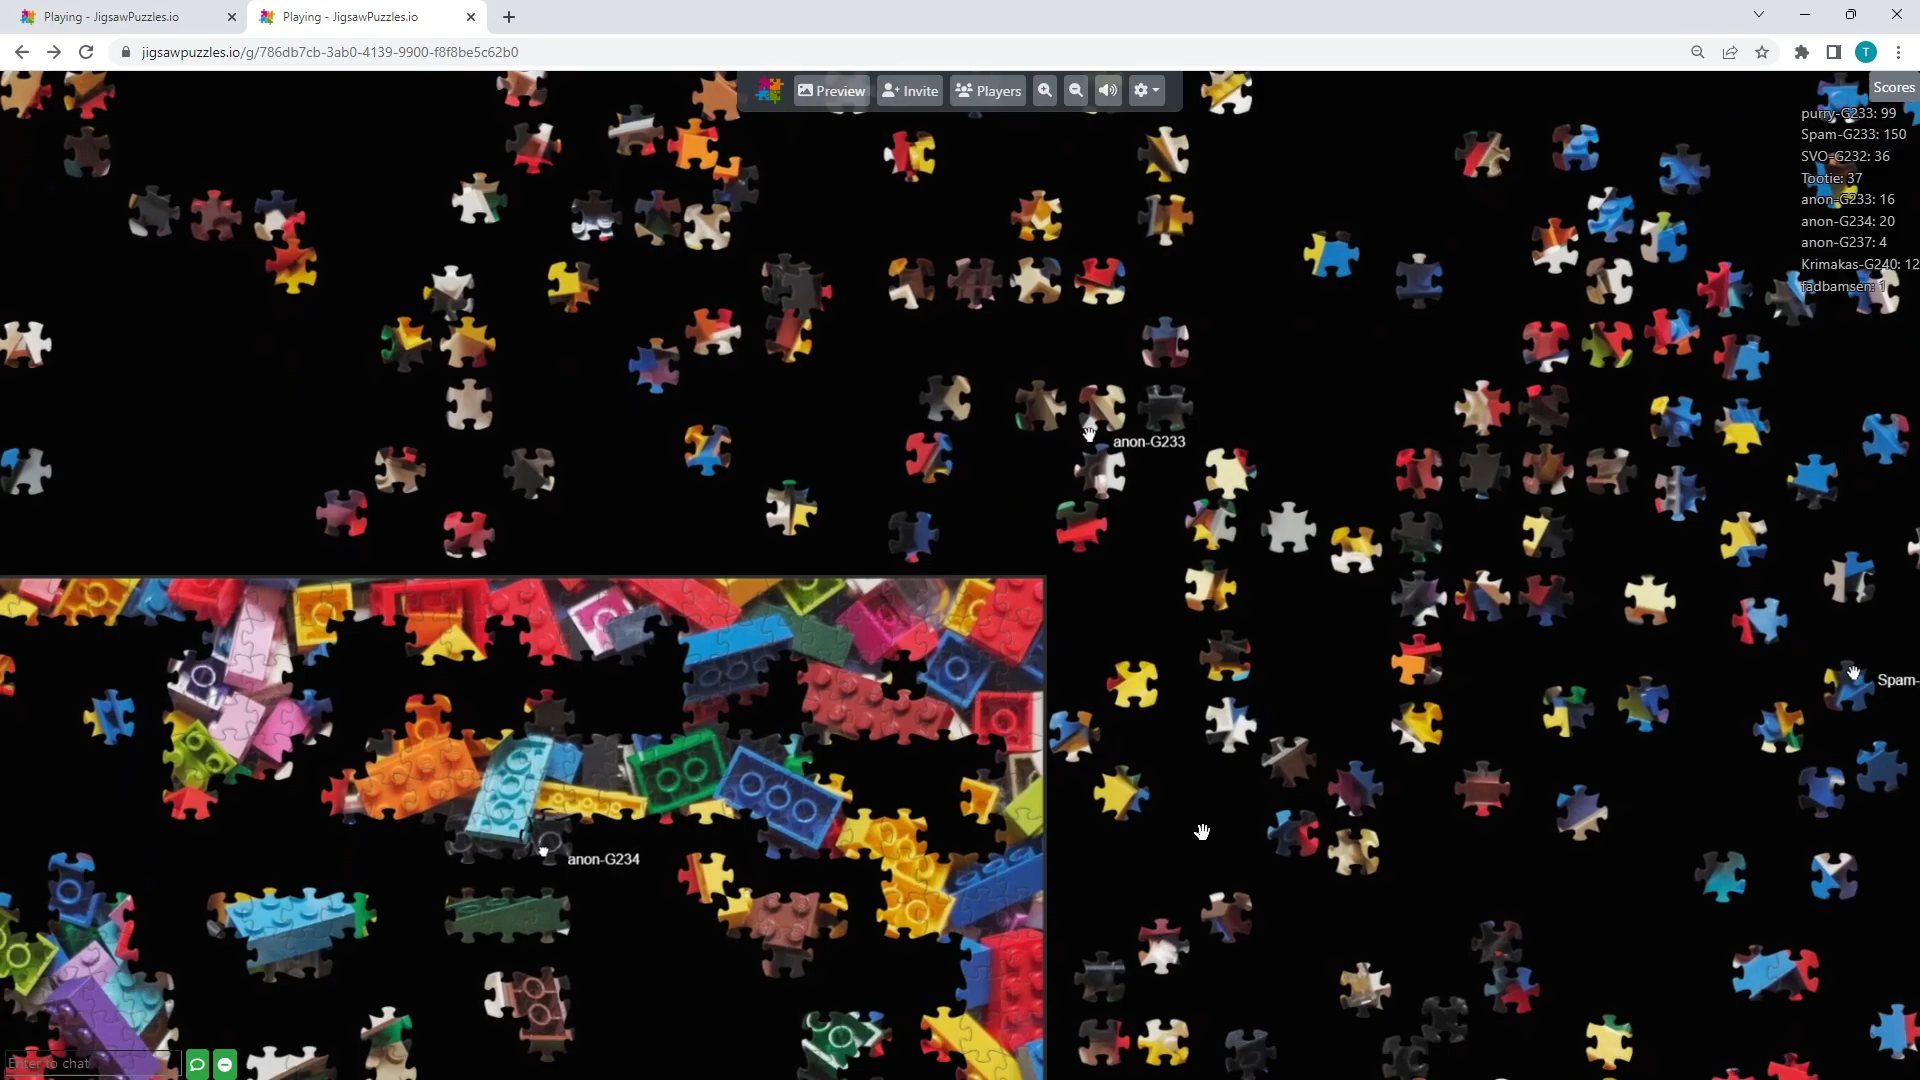 Playing - JigsawPuzzles.io
Playing - JigsawPuzzles.io
jigsawpuzzles.io/g/786db7cb-3ab0-4139-9900-f8f8be5c62b0
T
Preview
Invite
Players
Scores
purry-G233: 99
Spam-G233: 150
SVO-G232: 36
Tootie: 37
anon-G233: 16
anon-G234: 20
anon-G237: 4
Krimakas-G240: 12
fadbamsen: 1
anon-G233
Spam-
anon-G234
Enter to chat